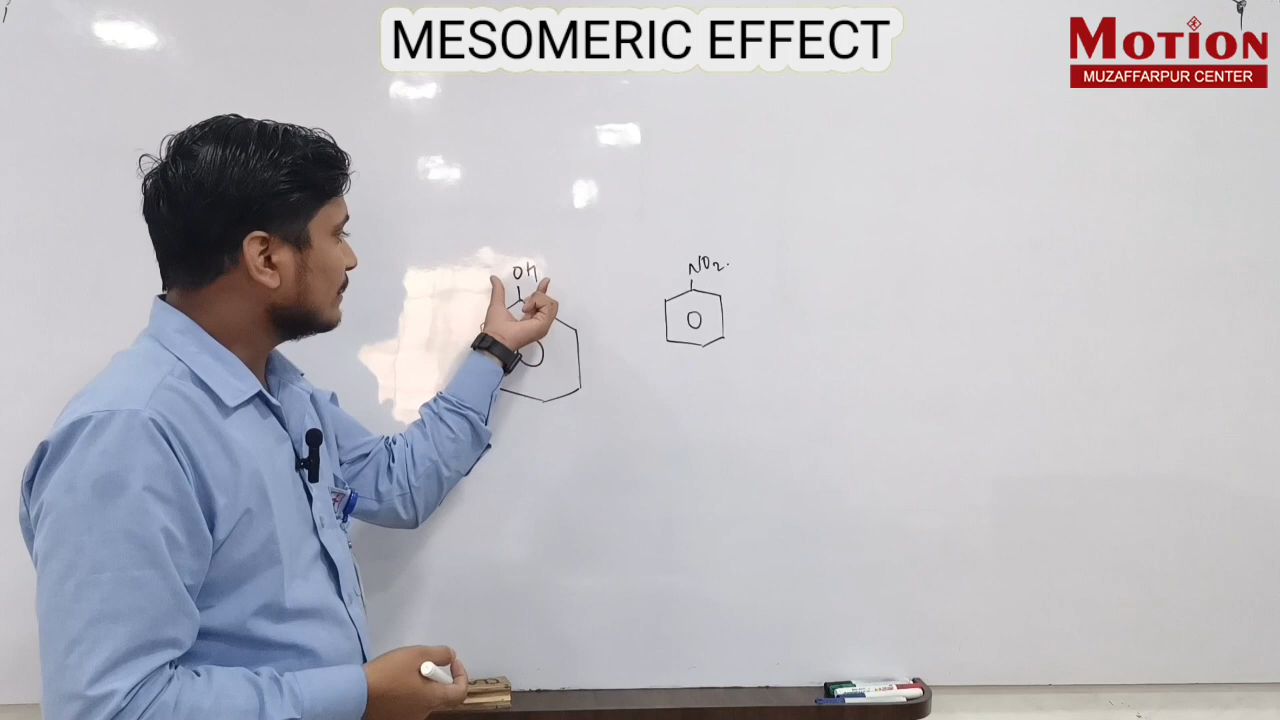 MESOMERIC EFFECT
MOTION
MUZAFFARPUR CENTER
OH
NO2.